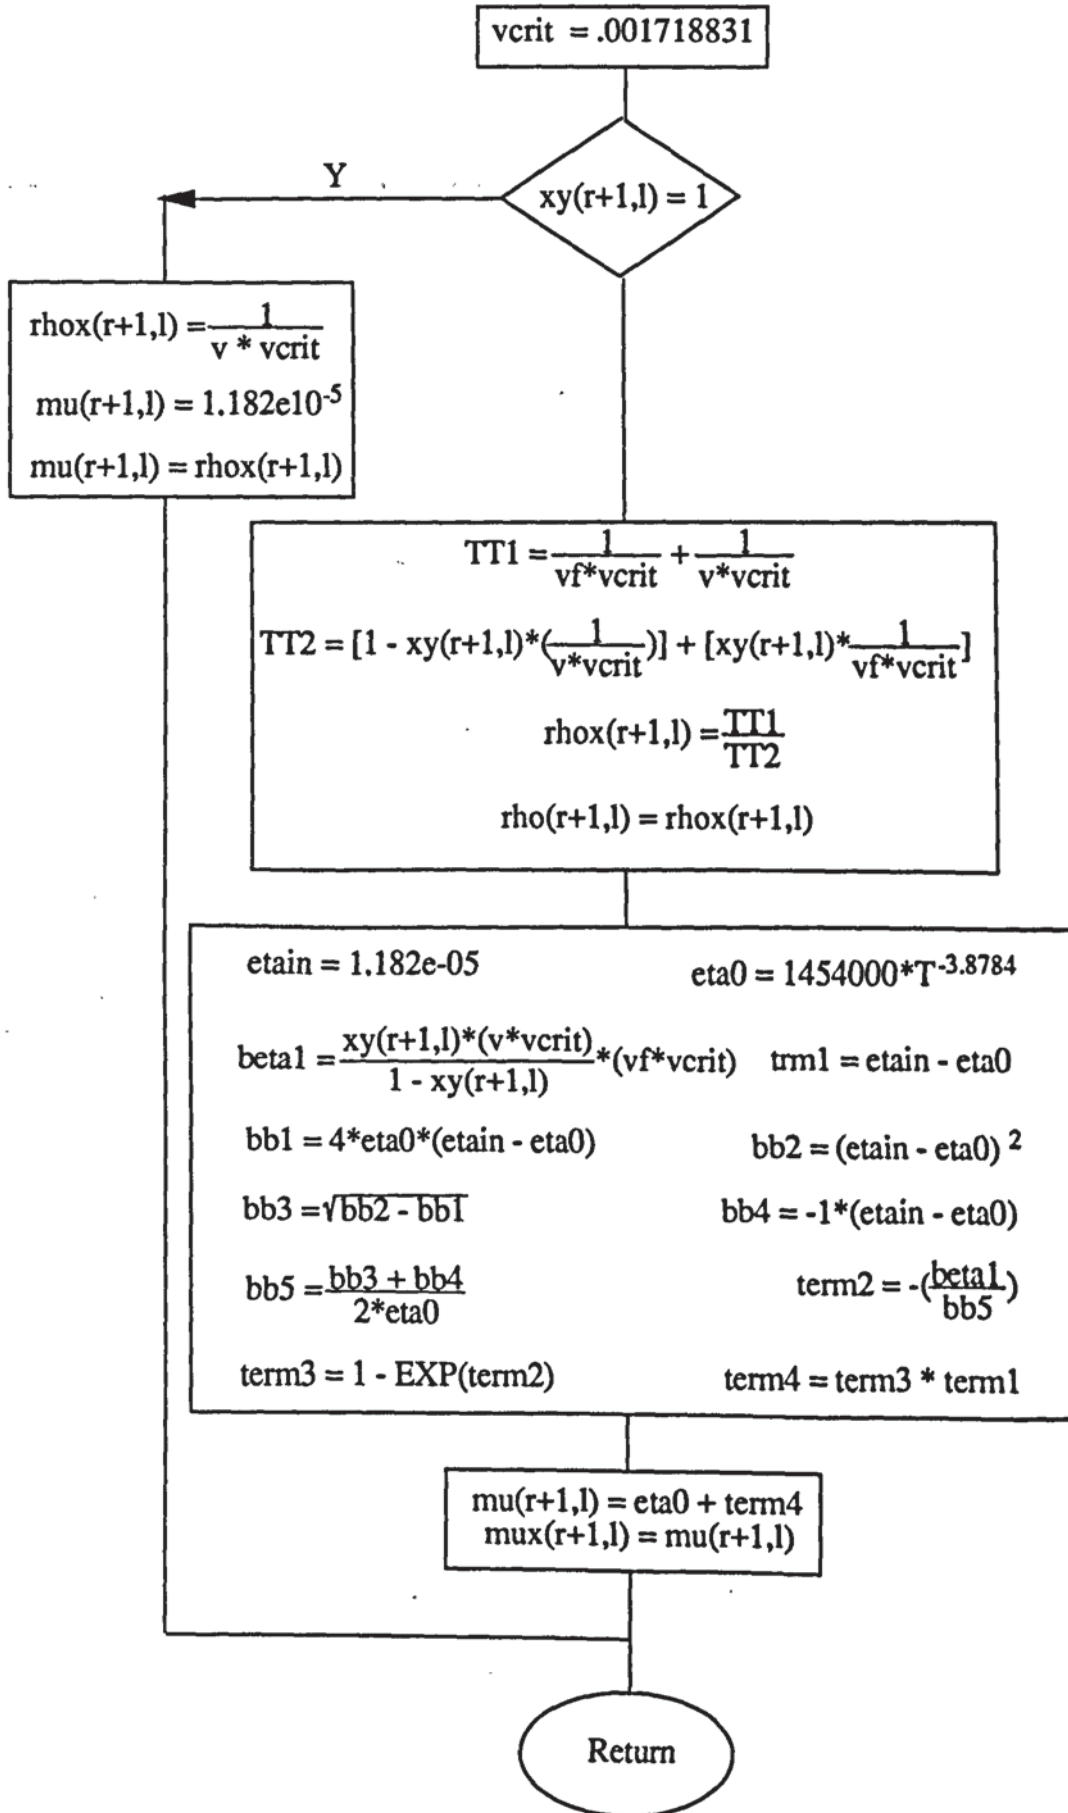 vcrit = .001718831
xy(r+1,l) = 1
Y
rhox(r+1,l) = 1 / v * vcrit
mu(r+1,l) = 1.182e10^-5
mu(r+1,l) = rhox(r+1,l)
TT1 = 1 / vf*vcrit + 1 / v*vcrit
TT2 = [1 - xy(r+1,l)*(1 / v*vcrit)] + [xy(r+1,l)* 1 / vf*vcrit]
rhox(r+1,l) = TT1 / TT2
rho(r+1,l) = rhox(r+1,l)
etain = 1.182e-05 eta0 = 1454000*T^-3.8784
beta1 = xy(r+1,l)*(v*vcrit) / 1 - xy(r+1,l) *(vf*vcrit) trm1 = etain - eta0
bb1 = 4*eta0*(etain - eta0) bb2 = (etain - eta0)^2
bb3 = √bb2 - bb1 bb4 = -1*(etain - eta0)
bb5 = bb3 + bb4 / 2*eta0 term2 = -(beta1 / bb5)
term3 = 1 - EXP(term2) term4 = term3 * term1
mu(r+1,l) = eta0 + term4
mux(r+1,l) = mu(r+1,l)
Return